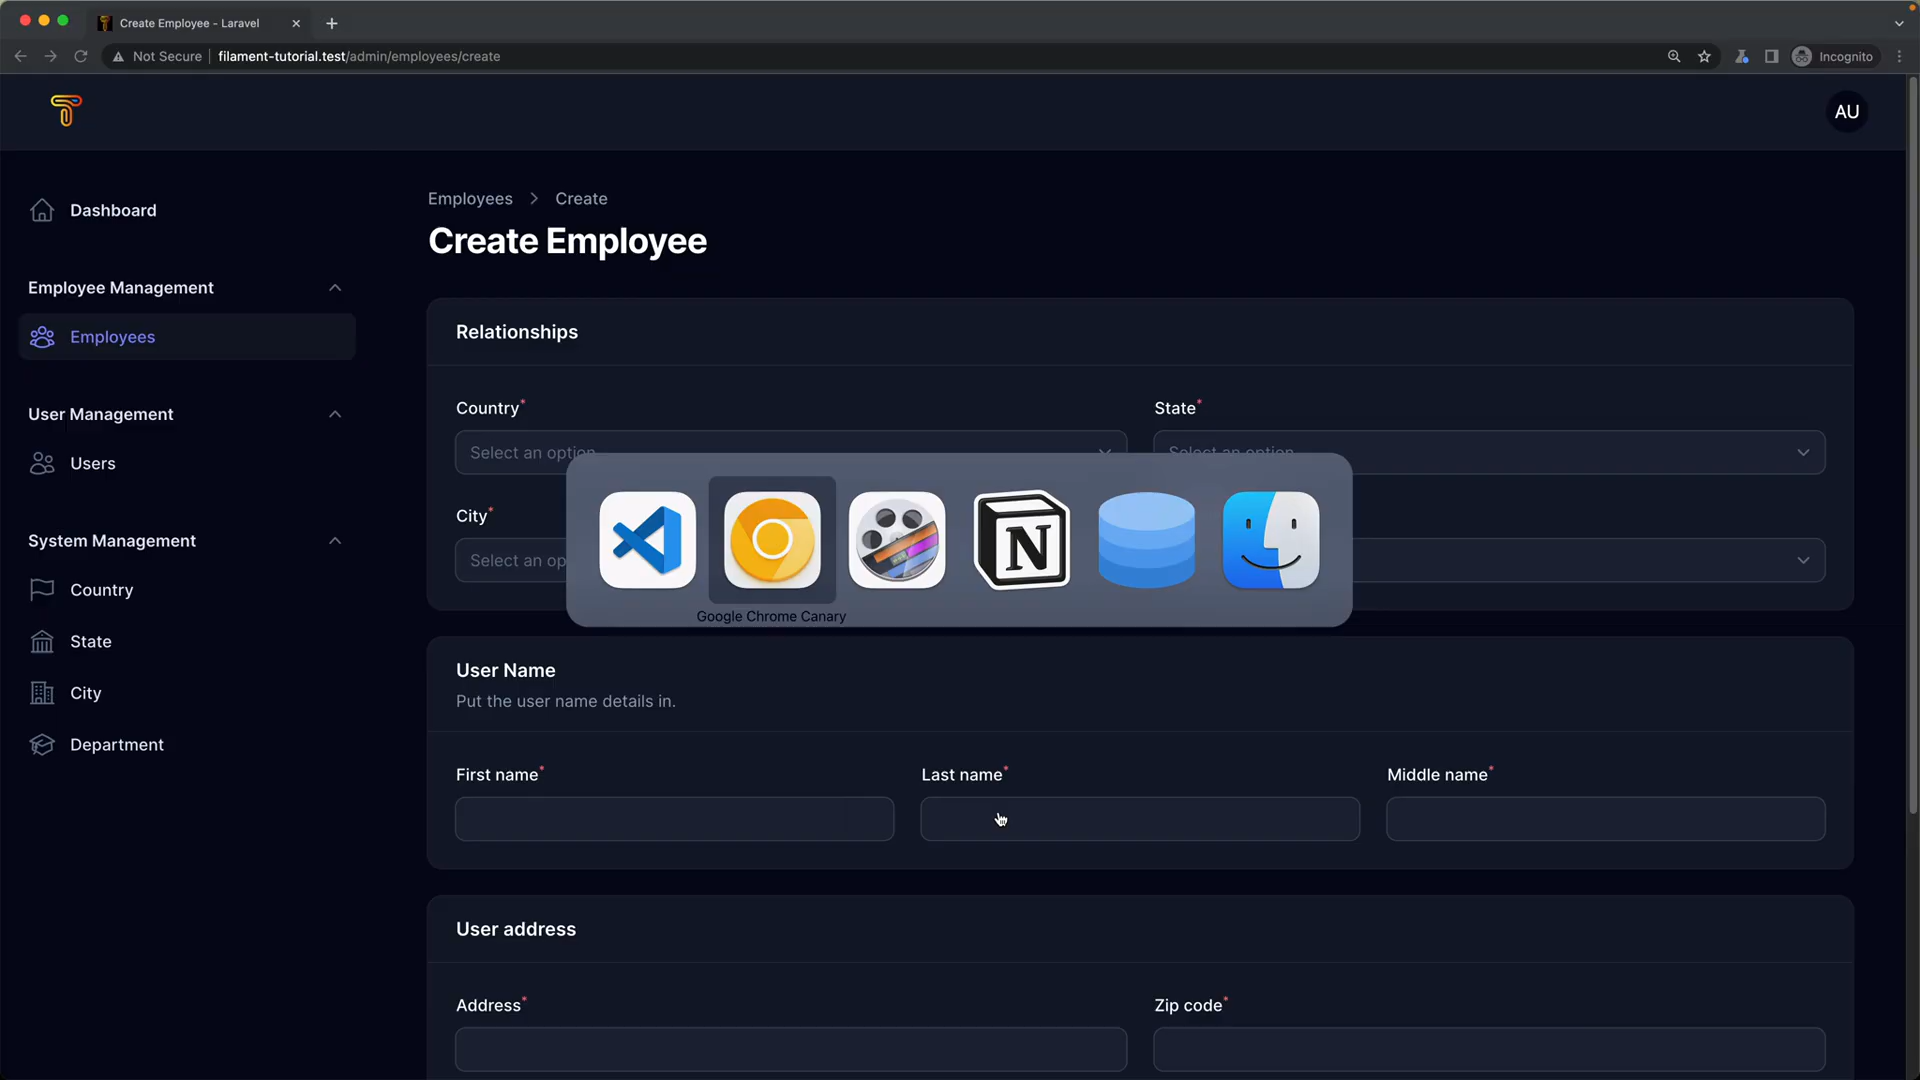 Create Employee - Laravel
Not Secure
filament-tutorial.test/admin/employees/create
Incognito
AU
Dashboard
Employee Management
Employees
User Management
Users
System Management
Country
State
City
Department
Employees > Create
Create Employee
Relationships
Country*
State*
Select an option
Select an option
City*
Select an op
N
Google Chrome Canary
User Name
Put the user name details in.
First name*
Last name*
Middle name*
User address
Address*
Zip code*